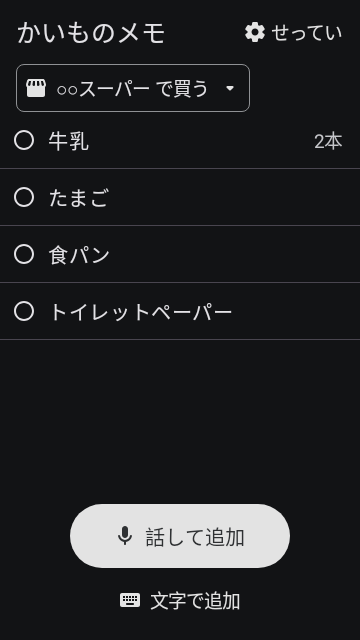 かいものメモ
せってい
○○スーパー で買う
牛乳 2本
たまご
食パン
トイレットペーパー
話して追加
文字で追加